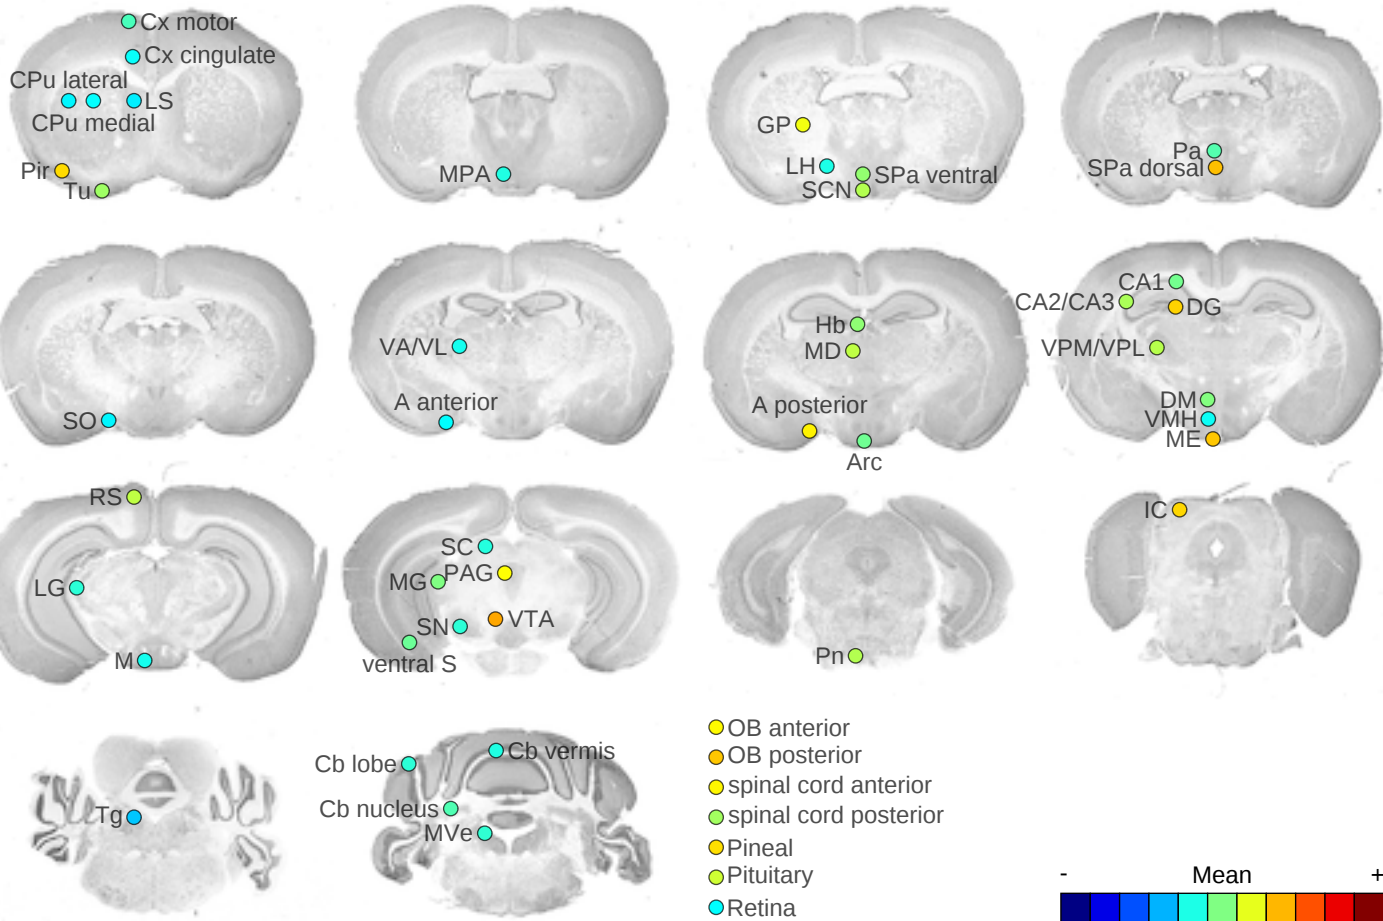 Cx motor
Cx cingulate
CPu lateral
LS
CPu medial
Pir
Tu
MPA
GP
LH
SPa ventral
SCN
Pa
SPa dorsal
SO
VA/VL
A anterior
Hb
MD
A posterior
Arc
CA1
CA2/CA3
DG
VPM/VPL
DM
VMH
ME
RS
LG
M
SC
PAG
MG
SN
VTA
ventral S
Pn
IC
Tg
Cb lobe
Cb vermis
Cb nucleus
MVe
OB anterior
OB posterior
spinal cord anterior
spinal cord posterior
Pineal
Pituitary
Retina
- Mean +